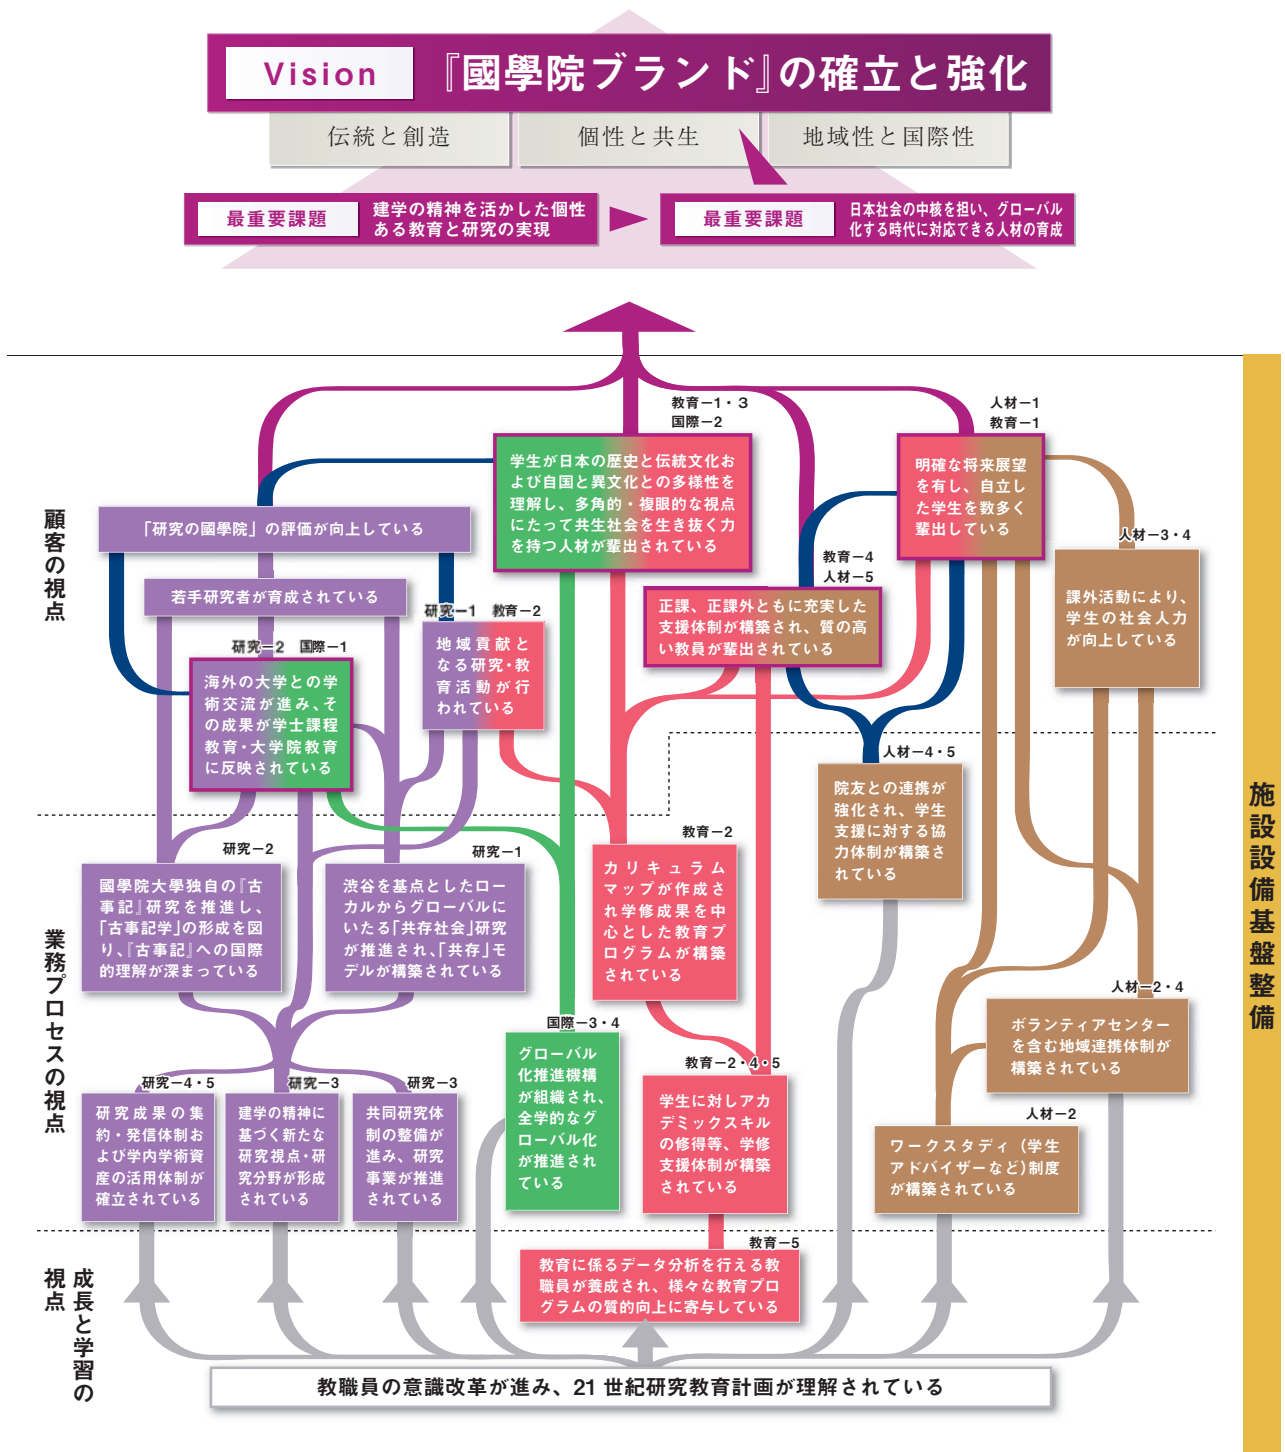 Vision
『國學院ブランド』の確立と強化
伝統と創造
個性と共生
地域性と国際性
最重要課題
建学の精神を活かした個性
ある教育と研究の実現
最重要課題
日本社会の中核を担い、グローバル
化する時代に対応できる人材の育成
顧客の視点
教育ー1・3
国際ー2
学生が日本の歴史と伝統文化お
よび自国と異文化との多様性を
理解し、多角的・複眼的な視点
にたって共生社会を生き抜く力
を持つ人材が輩出されている
人材ー1
教育ー1
明確な将来展望
を有し、自立し
た学生を数多く
輩出している
「研究の國學院」の評価が向上している
若手研究者が育成されている
研究ー1 教育ー2
地域貢献と
なる研究・教
育活動が行
われている
教育ー4
人材ー5
正課、正課外ともに充実した
支援体制が構築され、質の高
い教員が輩出されている
人材ー3・4
課外活動により、
学生の社会人力
が向上している
研究ー2 国際ー1
海外の大学との学
術交流が進み、そ
の成果が学士課程
教育・大学院教育
に反映されている
業務プロセスの視点
人材ー4・5
院友との連携が
強化され、学生
支援に対する協
力体制が構築さ
れている
研究ー2
國學院大學独自の『古
事記』研究を推進し、
「古事記学」の形成を図
り、『古事記』への国際
的理解が深まっている
研究ー1
渋谷を基点としたロー
カルからグローバルに
いたる「共存社会」研究
が推進され、「共存」モ
デルが構築されている
教育ー2
カリキュラム
マップが作成さ
れ学修成果を中
心とした教育プ
ログラムが構築
されている
人材ー2・4
ボランティアセンター
を含む地域連携体制が
構築されている
国際ー3・4
グローバル
化推進機構
が組織され、
全学的なグ
ローバル化
が推進され
ている
教育ー2・4・5
学生に対しアカ
デミックスキル
の修得等、学修
支援体制が構築
されている
人材ー2
ワークスタディ（学生
アドバイザーなど）制度
が構築されている
研究ー4・5
研究成果の集
約・発信体制お
よび学内学術資
産の活用体制が
確立されている
研究ー3
建学の精神に
基づく新たな
研究視点・研
究分野が形成
されている
研究ー3
共同研究体
制の整備が
進み、研究
事業が推進
されている
成長と学習の
視点
教育ー5
教育に係るデータ分析を行える教
職員が養成され、様々な教育プロ
グラムの質的向上に寄与している
教職員の意識改革が進み、21 世紀研究教育計画が理解されている
施設設備基盤整備